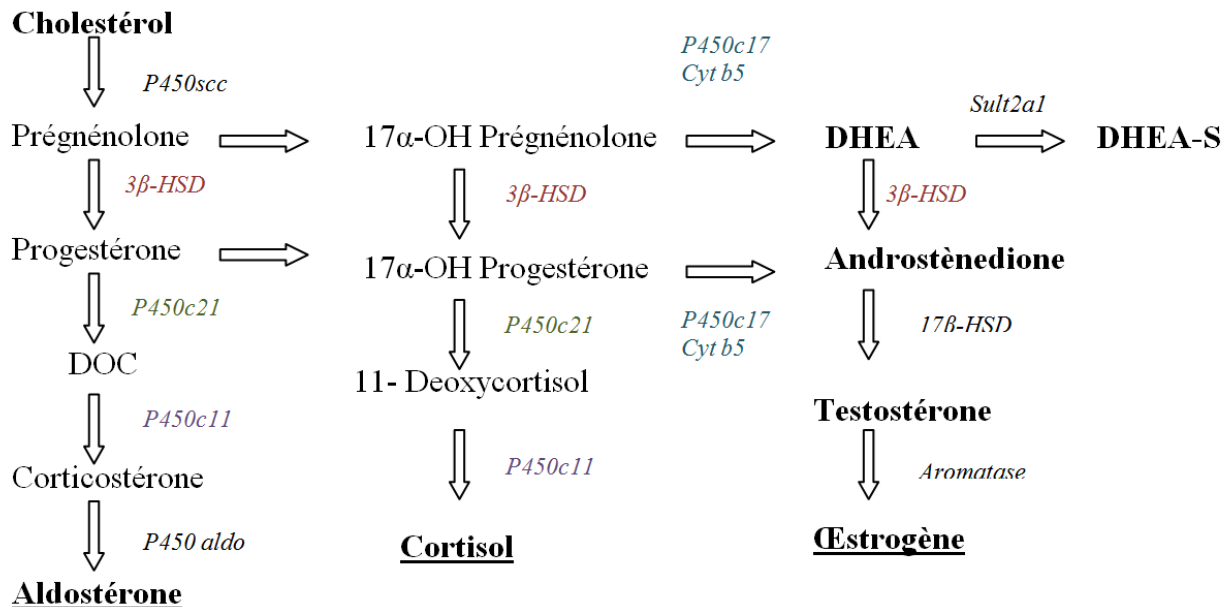 Cholestérol
P450scc
P450c17
Cyt b5
Sult2a1
Prégnénolone
17α-OH Prégnénolone
DHEA
DHEA-S
3β-HSD
3β-HSD
3β-HSD
Progestérone
17α-OH Progestérone
Androstènedione
P450c21
P450c21
P450c17
Cyt b5
17ß-HSD
DOC
11- Deoxycortisol
Testostérone
P450c11
P450c11
Aromatase
Corticostérone
P450 aldo
Cortisol
Œstrogène
Aldostérone